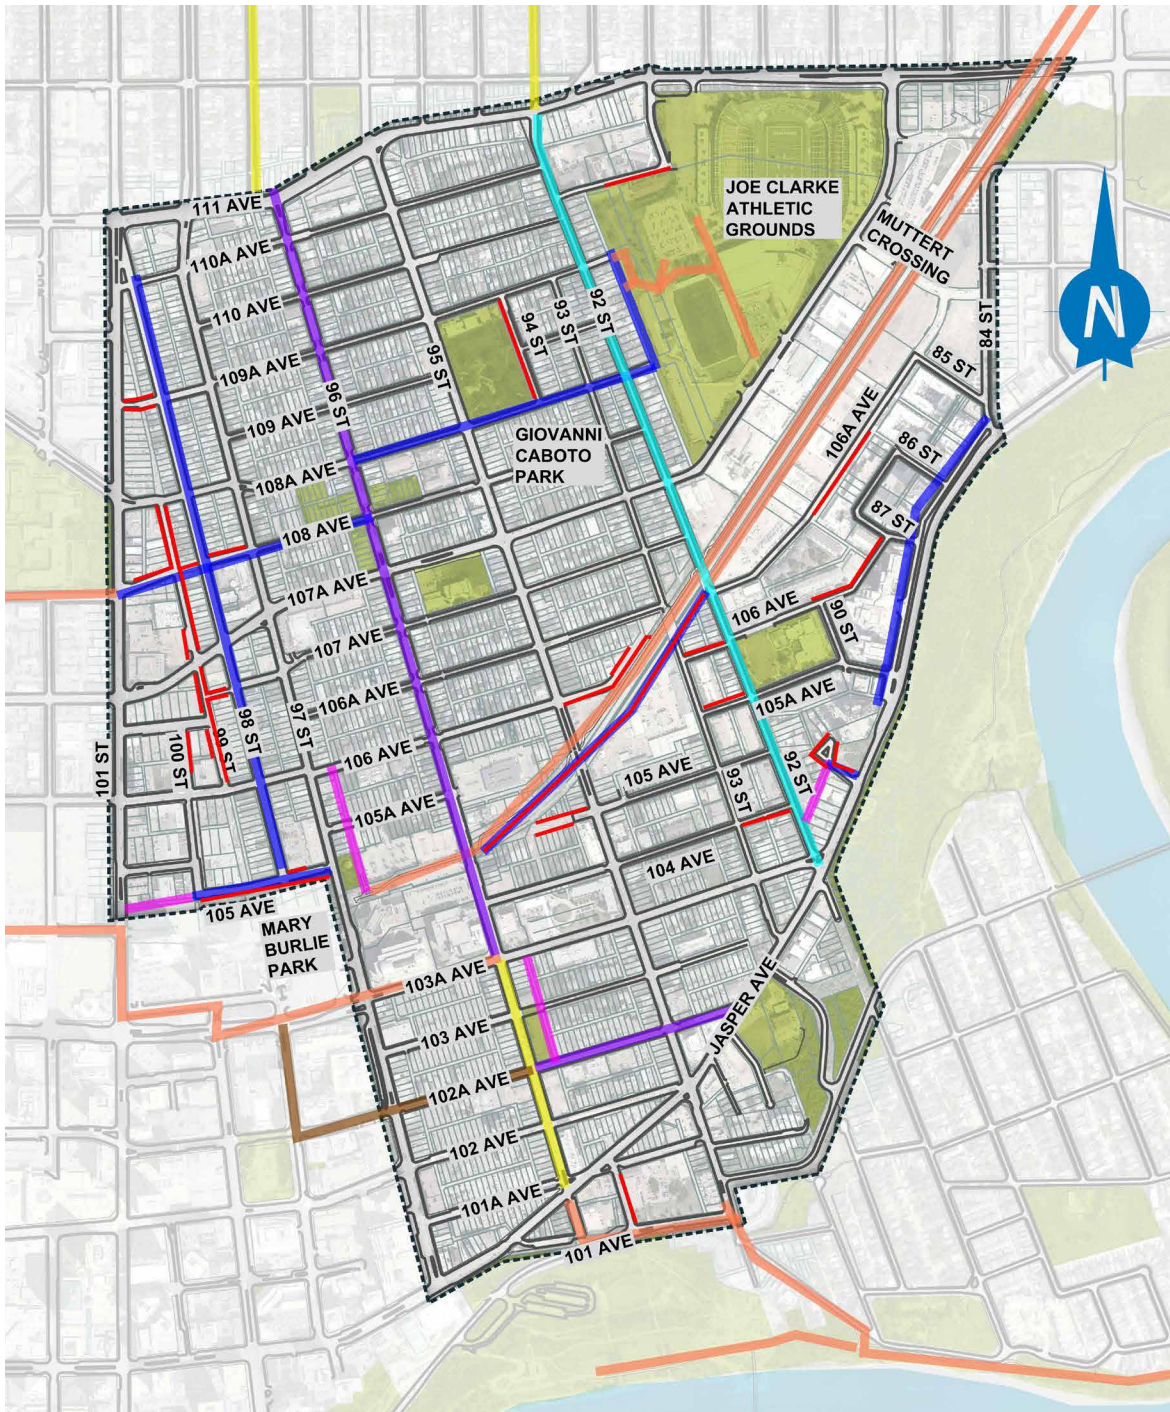 111 AVE
JOE CLARKE
ATHLETIC
GROUNDS
MUTTERT
CROSSING
110A AVE
110 AVE
109A AVE
109 AVE
108A AVE
108 AVE
107A AVE
107 AVE
106A AVE
106 AVE
105A AVE
96 ST
95 ST
94 ST
93 ST
92 ST
84 ST
85 ST
106A AVE
86 ST
87 ST
N
GIOVANNI
CABOTO
PARK
106 AVE
90 ST
105A AVE
101 ST
100 ST
99 ST
98 ST
97 ST
105 AVE
93 ST
92 ST
104 AVE
105 AVE
MARY
BURLIE
PARK
103A AVE
103 AVE
102A AVE
102 AVE
101A AVE
101 AVE
JASPER AVE